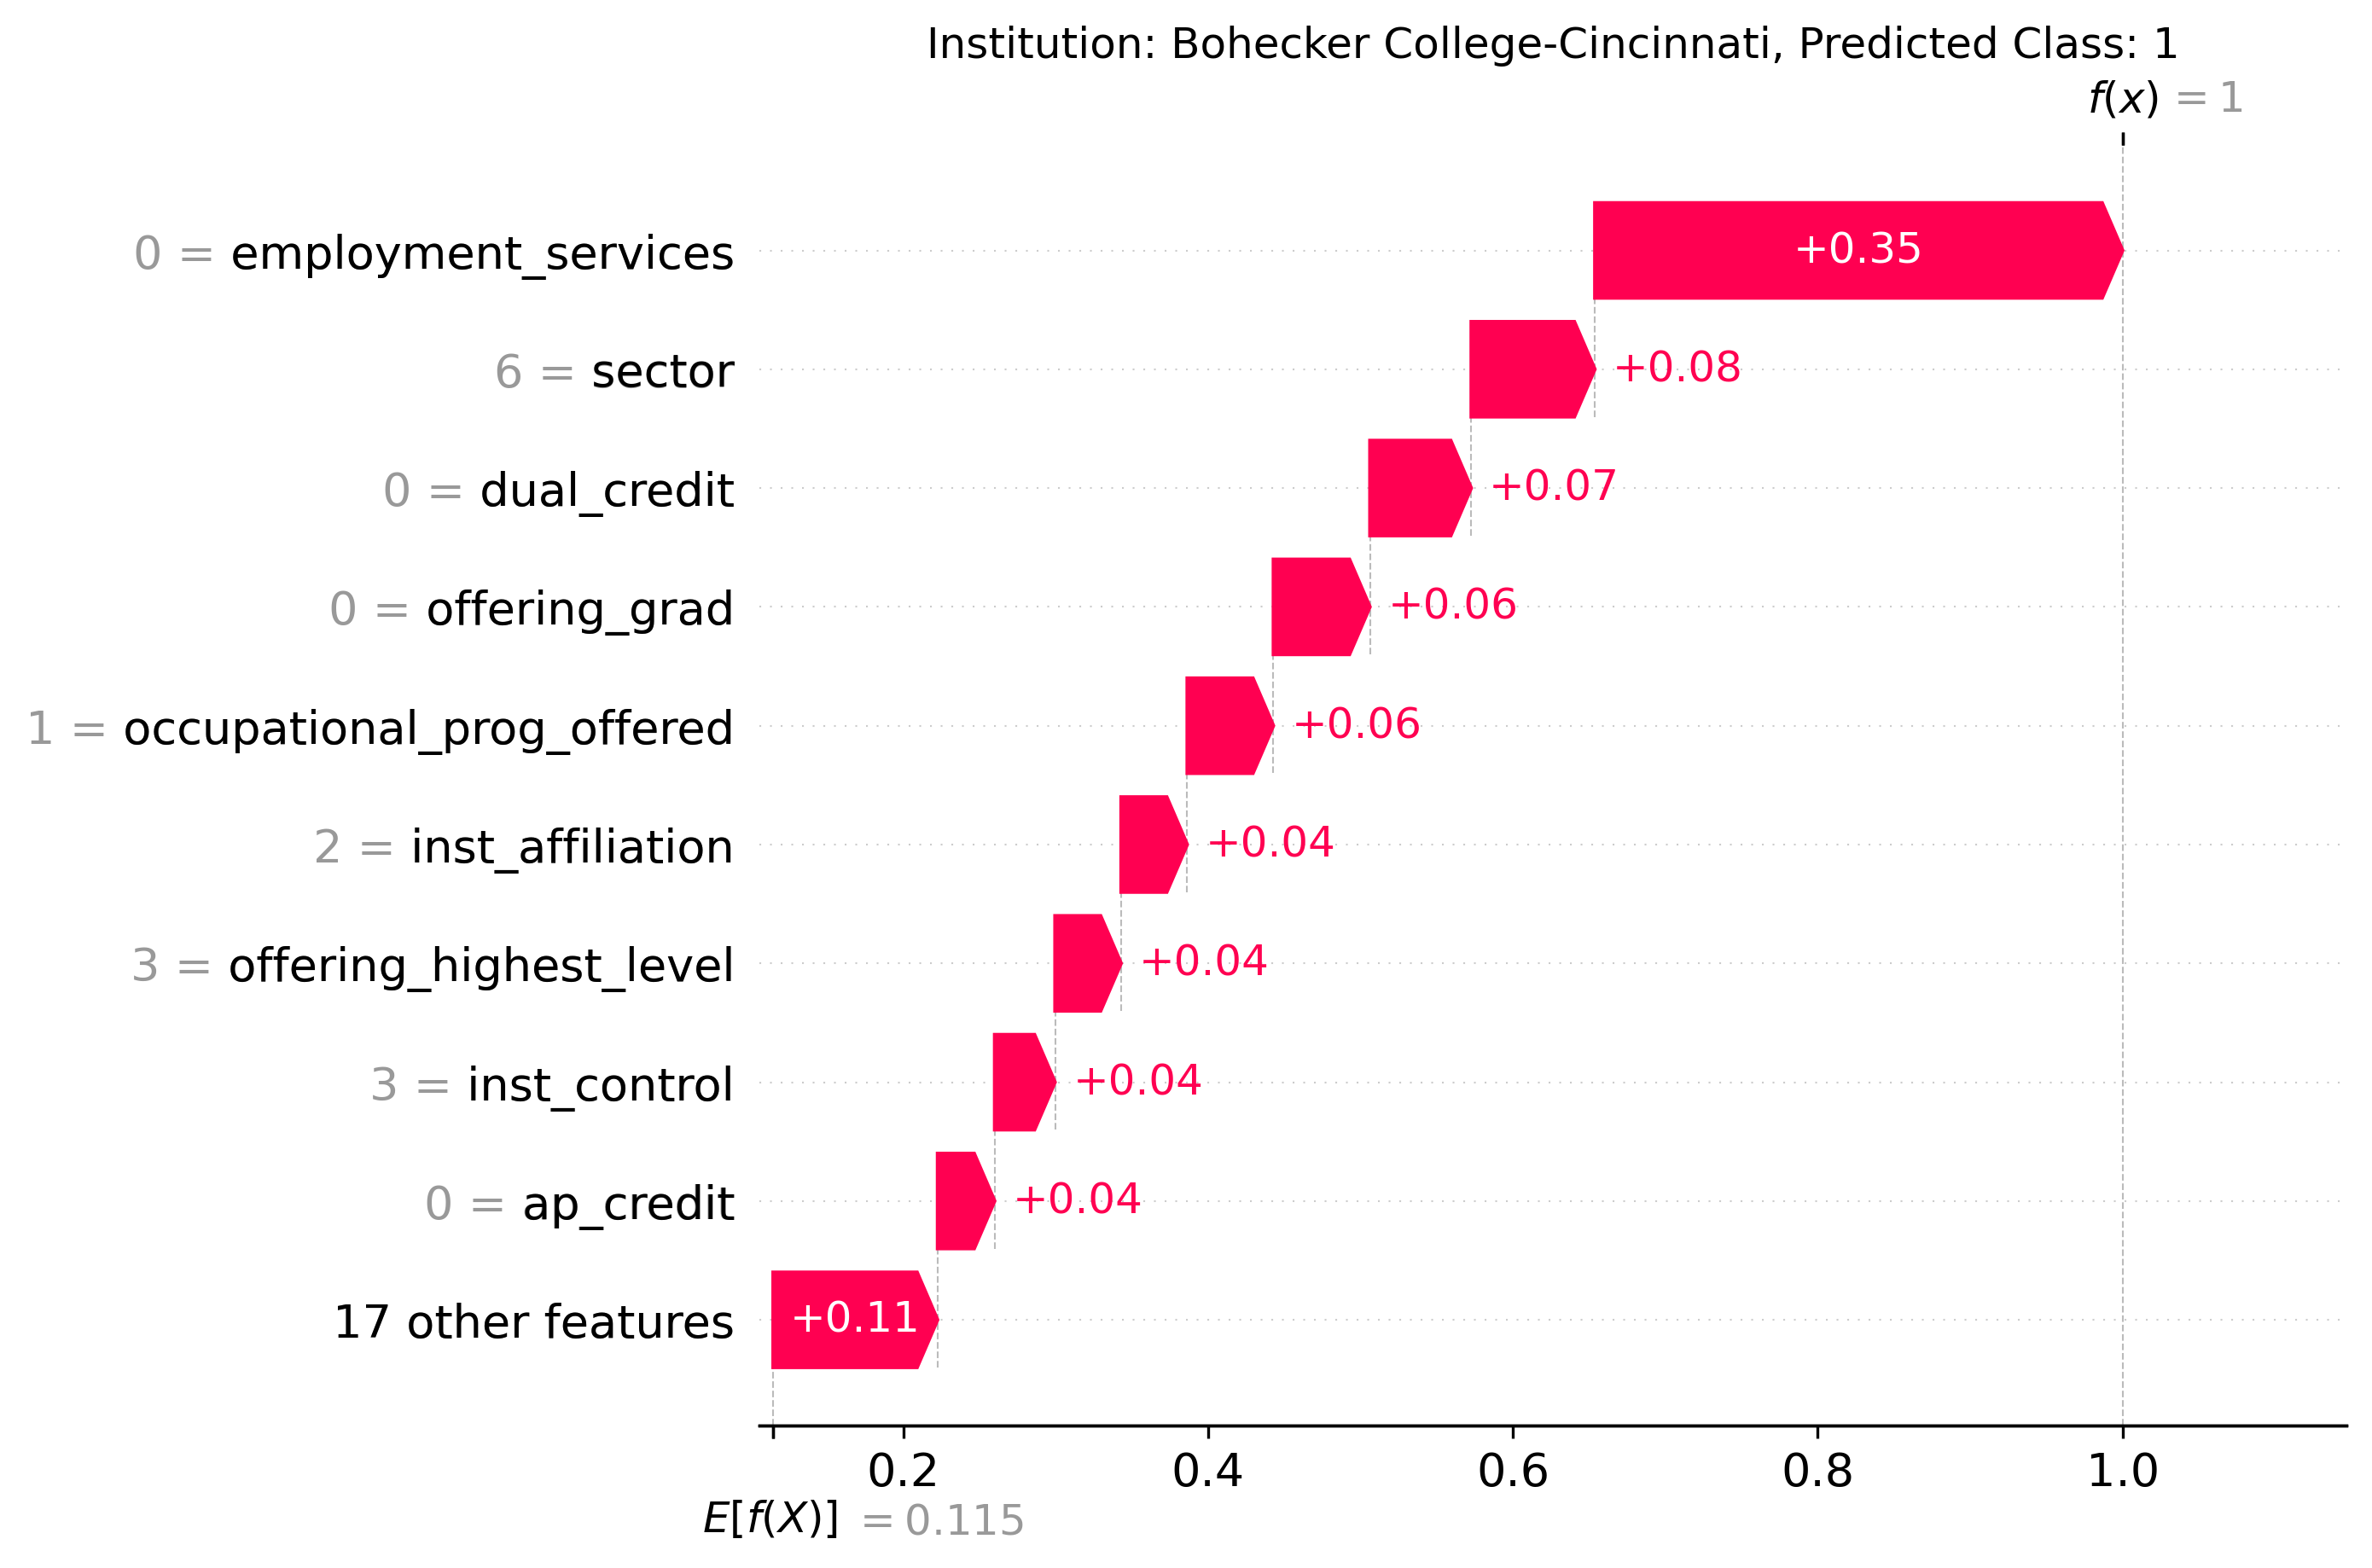 Institution: Bohecker College-Cincinnati, Predicted Class: 1
f(x) = 1
0 = employment_services +0.35
6 = sector +0.08
0 = dual_credit +0.07
0 = offering_grad +0.06
1 = occupational_prog_offered +0.06
2 = inst_affiliation +0.04
3 = offering_highest_level +0.04
3 = inst_control +0.04
0 = ap_credit +0.04
17 other features +0.11
0.2 0.4 0.6 0.8 1.0
E[f(X)] = 0.115